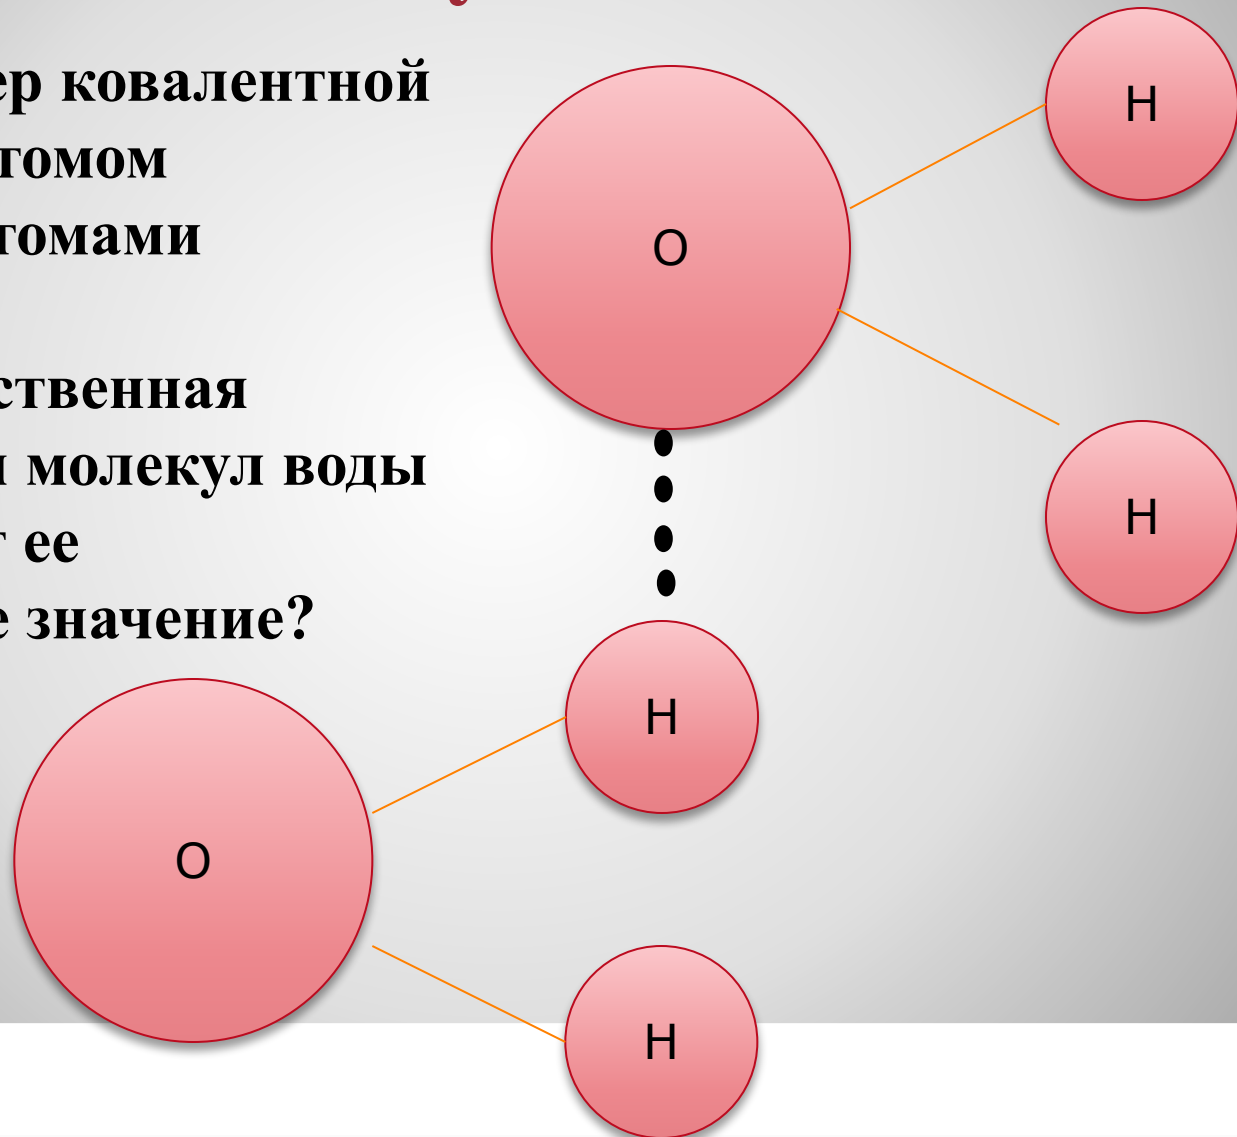 ер ковалентной
томом
томами
ственная
и молекул воды
т ее
е значение?
O
H
H
H
O
H